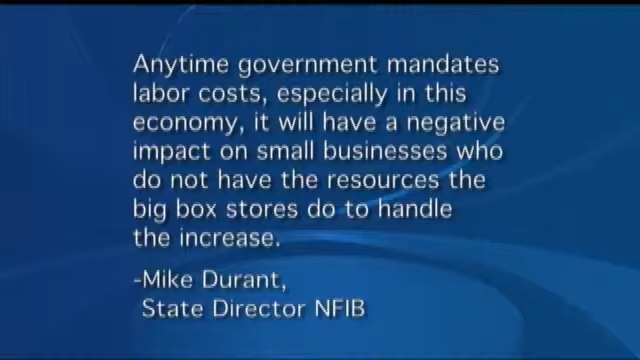 Anytime government mandates
labor costs, especially in this
economy, it will have a negative
impact on small businesses who
do not have the resources the
big box stores do to handle
the increase.
-Mike Durant,
State Director NFIB